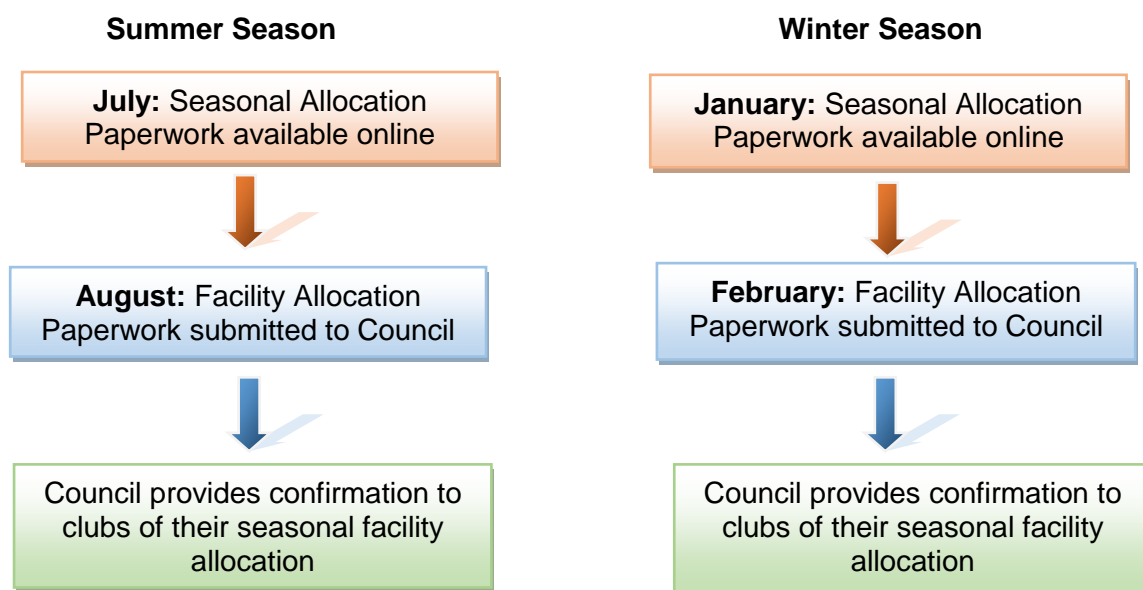 Summer Season
July: Seasonal Allocation
Paperwork available online
August: Facility Allocation
Paperwork submitted to Council
Council provides confirmation to
clubs of their seasonal facility
allocation
Winter Season
January: Seasonal Allocation
Paperwork available online
February: Facility Allocation
Paperwork submitted to Council
Council provides confirmation to
clubs of their seasonal facility
allocation